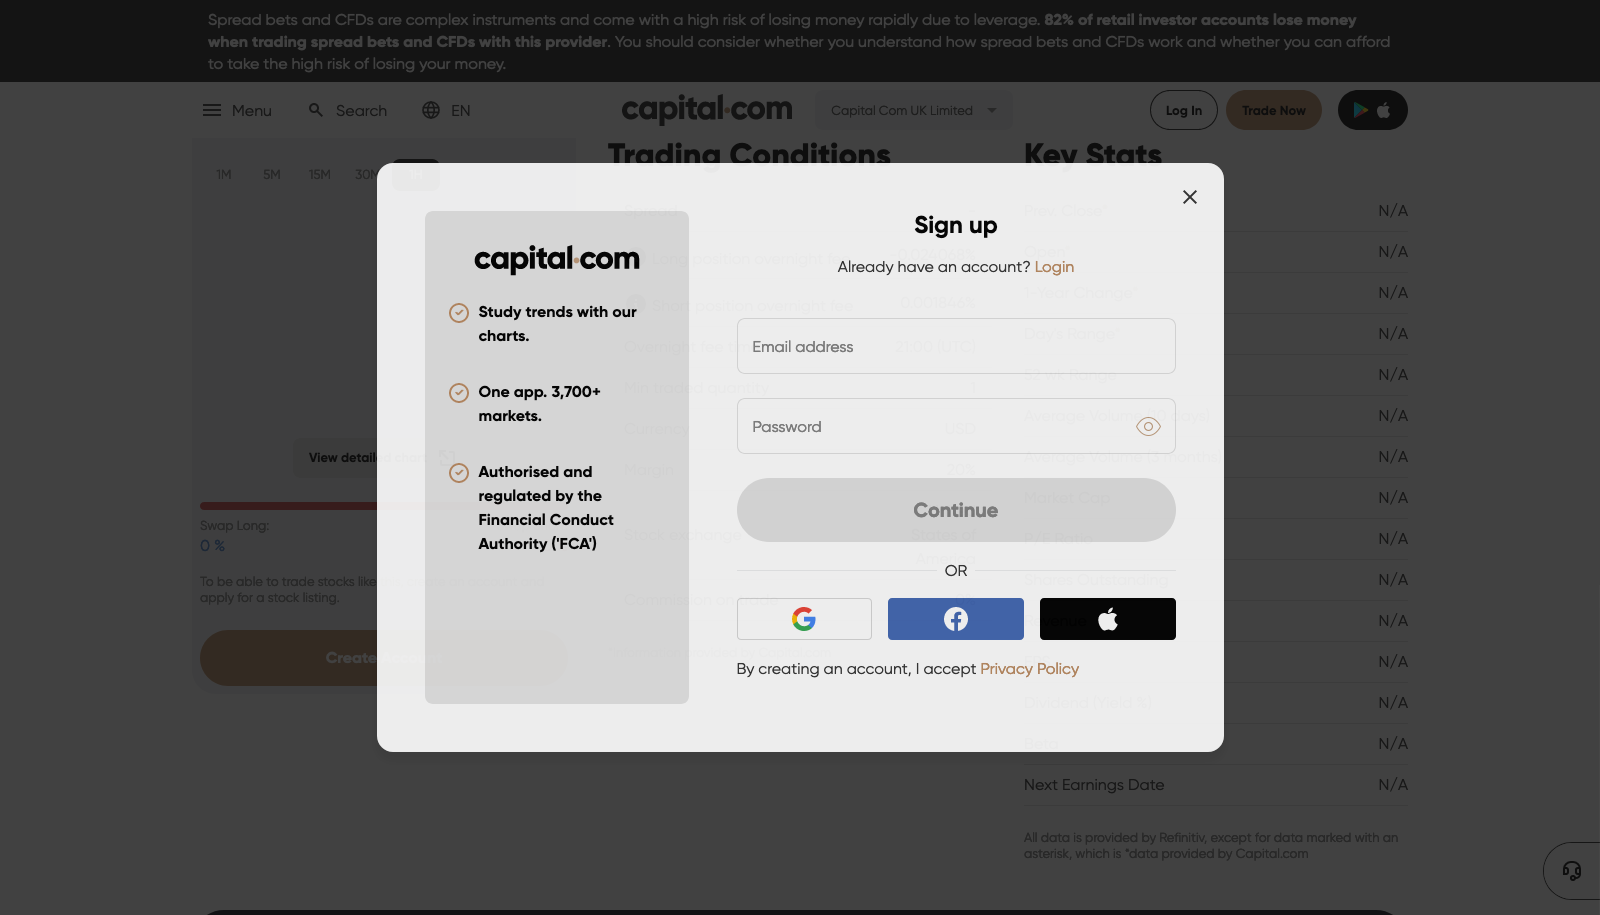 Spread bets and CFDs are complex instruments and come with a high risk of losing money rapidly due to leverage. 82% of retail investor accounts lose money
when trading spread bets and CFDs with this provider. You should consider whether you understand how spread bets and CFDs work and whether you can afford
to take the high risk of losing your money.
Menu
Search
EN
capital.com
Capital Com UK Limited
Log In
Trade Now
1M
5M
15M
30M
1H
View detailed chart
Swap Long:
0 %
To be able to trade stocks like
apply for a stock listing.
Trading Conditions
Key Stats
N/A
N/A
N/A
N/A
N/A
N/A
N/A
N/A
N/A
N/A
N/A
N/A
N/A
N/A
Next Earnings Date
N/A
All data is provided by Refinitiv, except for data marked with an
asterisk, which is *data provided by Capital.com
capital.com
Study trends with our
charts.
One app. 3,700+
markets.
Authorised and
regulated by the
Financial Conduct
Authority ('FCA')
Sign up
Already have an account? Login
Email address
Password
Continue
OR
By creating an account, I accept Privacy Policy